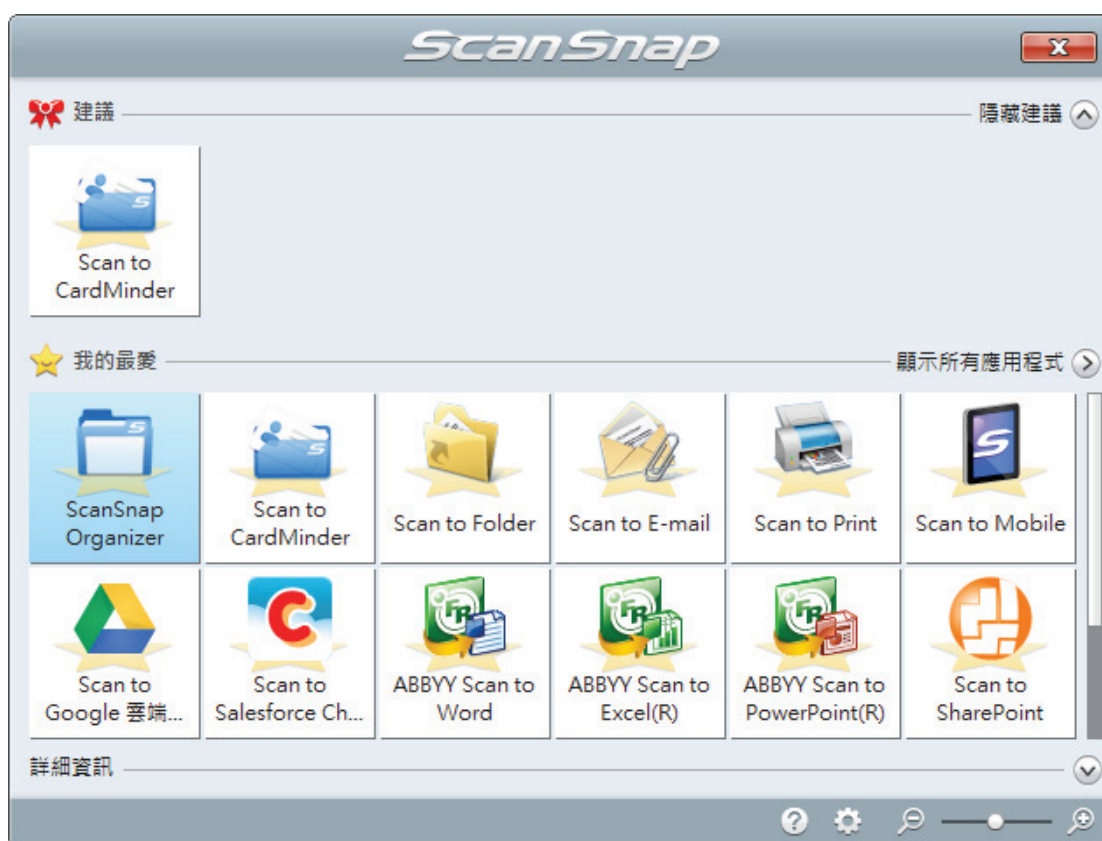 ScanSnap
建議
隱藏建議
Scan to
CardMinder
我的最愛
顯示所有應用程式
ScanSnap
Organizer
Scan to
CardMinder
Scan to Folder
Scan to E-mail
Scan to Print
Scan to Mobile
Scan to
Google 雲端...
Scan to
Salesforce Ch...
ABBYY Scan to
Word
ABBYY Scan to
Excel(R)
ABBYY Scan to
PowerPoint(R)
Scan to
SharePoint
詳細資訊